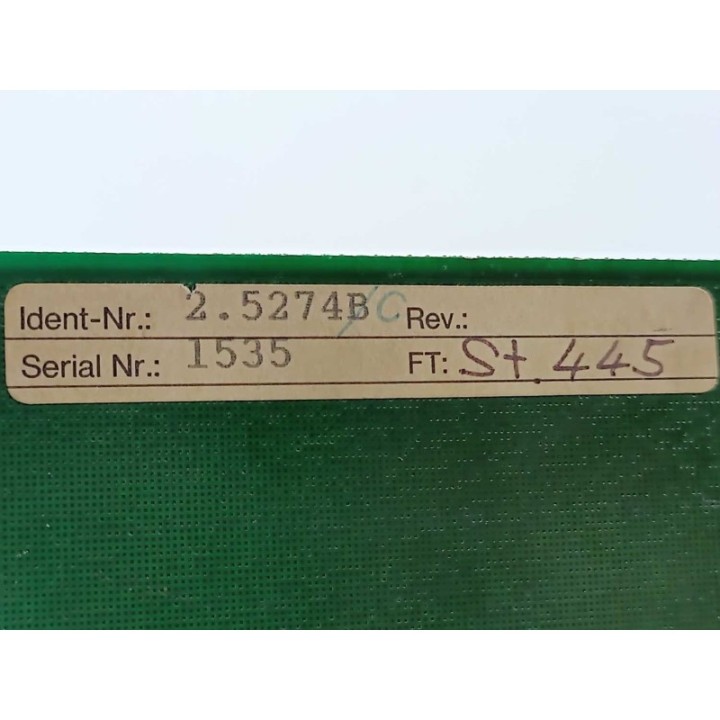 Ident-Nr.: 2.5274B/C Rev.:
Serial Nr.: 1535 FT: St. 445